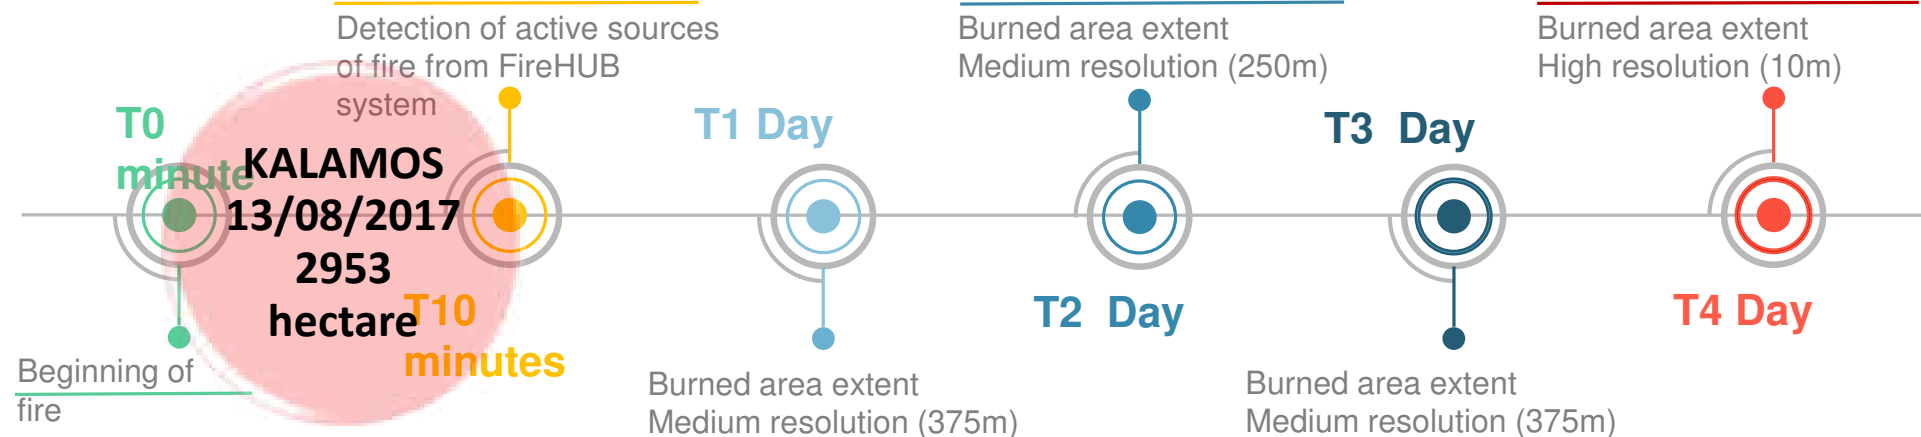 Detection of active sources
of fire from FireHUB
system
Burned area extent
Medium resolution (250m)
Burned area extent
High resolution (10m)
T0
minute
KALAMOS
13/08/2017
2953
hectare
T10
minutes
T1 Day
T2 Day
T3 Day
T4 Day
Beginning of
fire
Burned area extent
Medium resolution (375m)
Burned area extent
Medium resolution (375m)